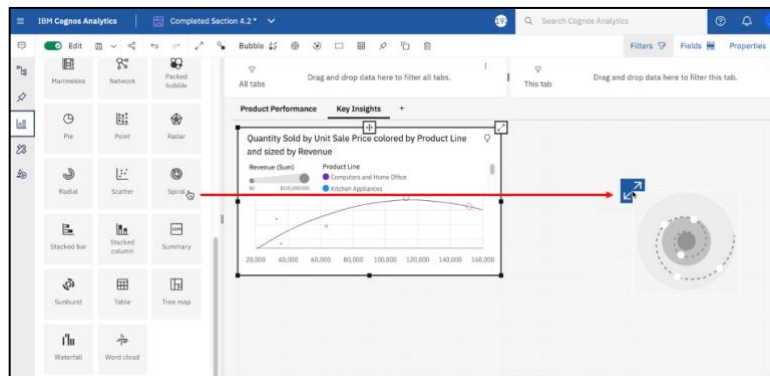 IBM Cognos Analytics
Completed Section 4.2 *
Search Cognos Analytics
Edit
Bubble
Filters
Fields
Properties
Marimekko
Network
Packed
bubble
Pie
Point
Radar
Radial
Scatter
Spiral
Stacked bar
Stacked
column
Summary
Sunburst
Table
Tree map
Waterfall
Word cloud
All tabs
Drag and drop data here to filter all tabs.
This tab
Drag and drop data here to filter this tab.
Product Performance
Key Insights
+
Quantity Sold by Unit Sale Price colored by Product Line
and sized by Revenue
Revenue (Sum)
Product Line
Computers and Home Office
Kitchen Appliances
20,000 40,000 60,000 80,000 100,000 120,000 140,000 160,000